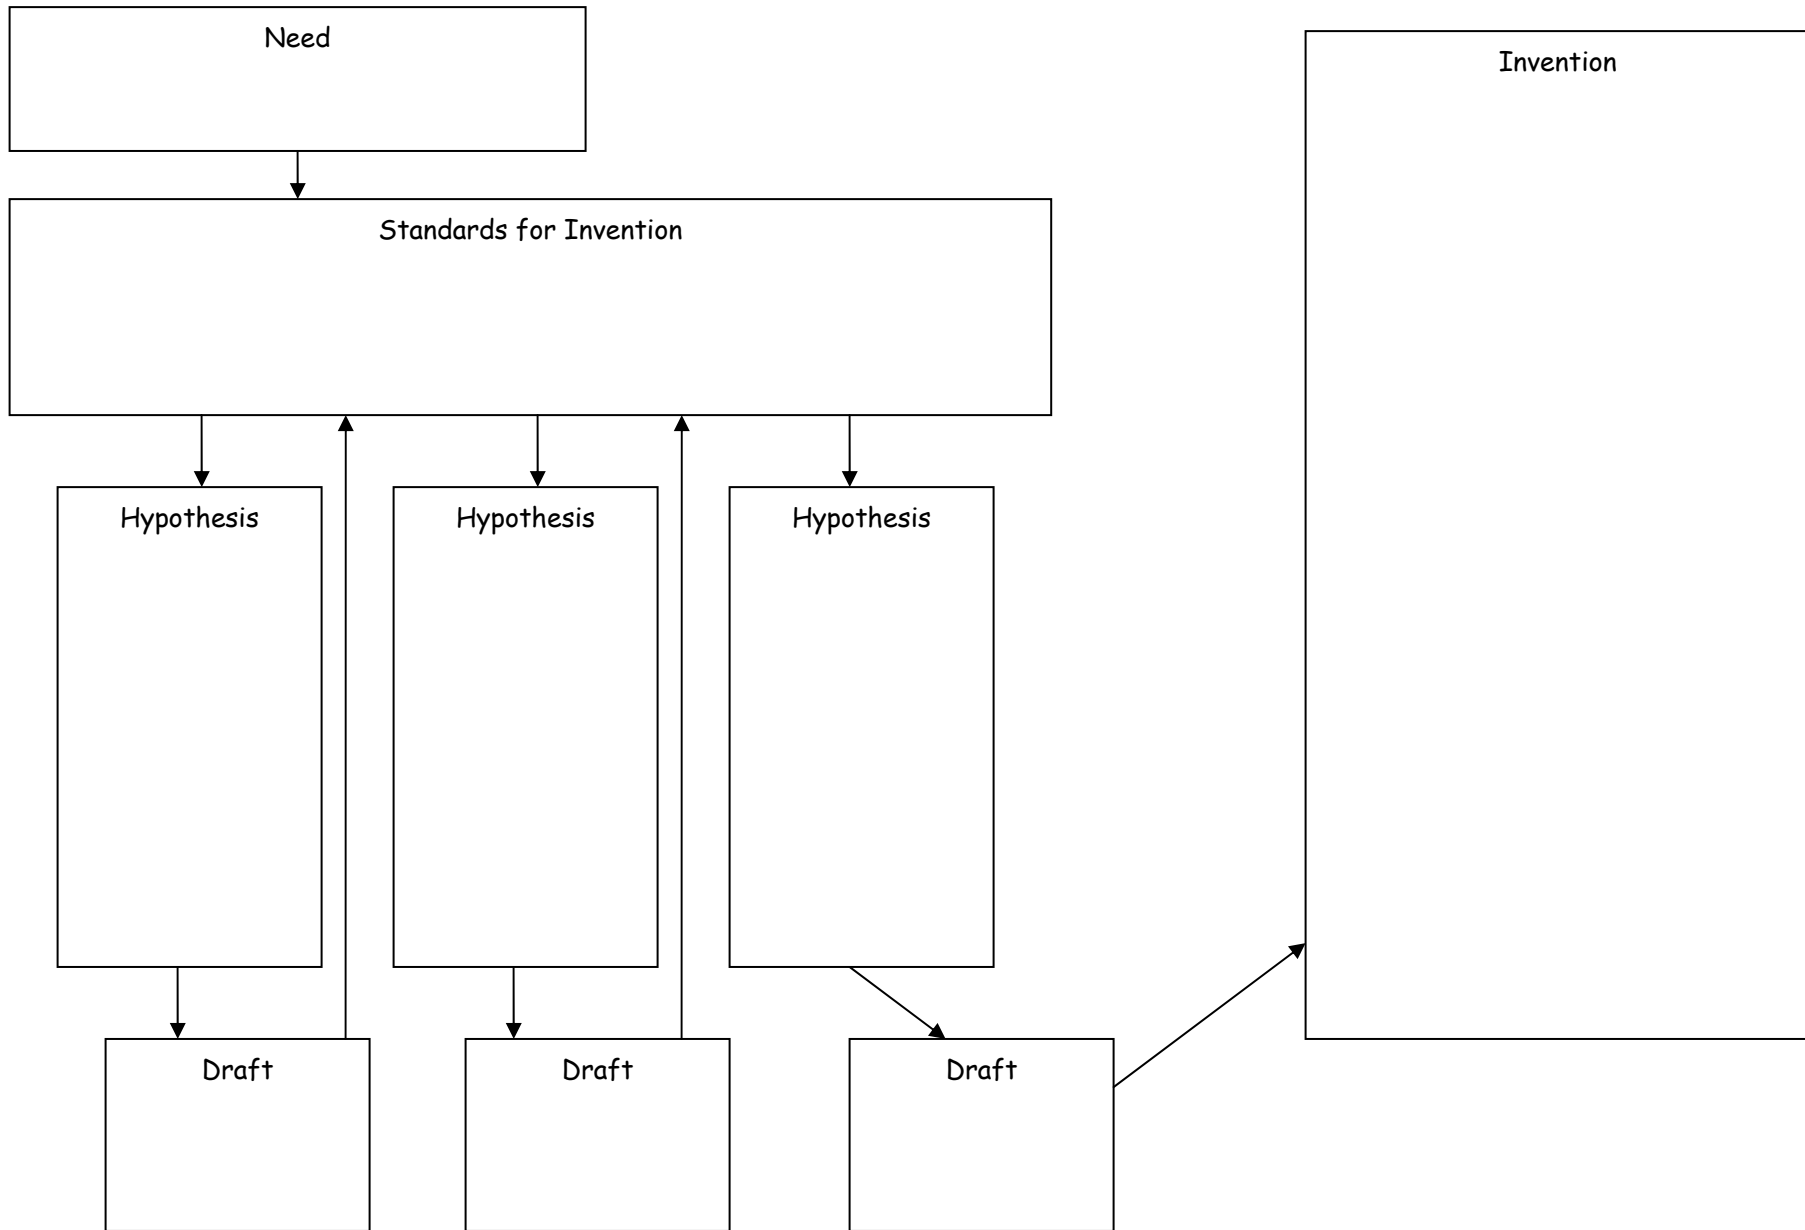 Need
Invention
Standards for Invention
Hypothesis
Hypothesis
Hypothesis
Draft
Draft
Draft